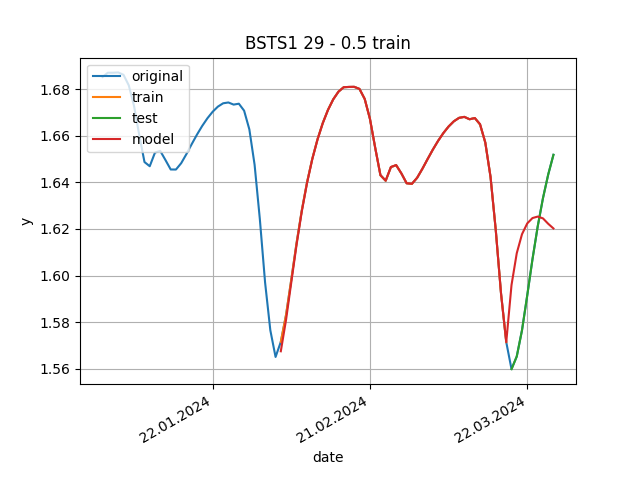 BSTS1 29 - 0.5 train
original
train
test
model
1.68
1.66
1.64
1.62
1.60
1.58
1.56
y
22.01.2024
21.02.2024
22.03.2024
date